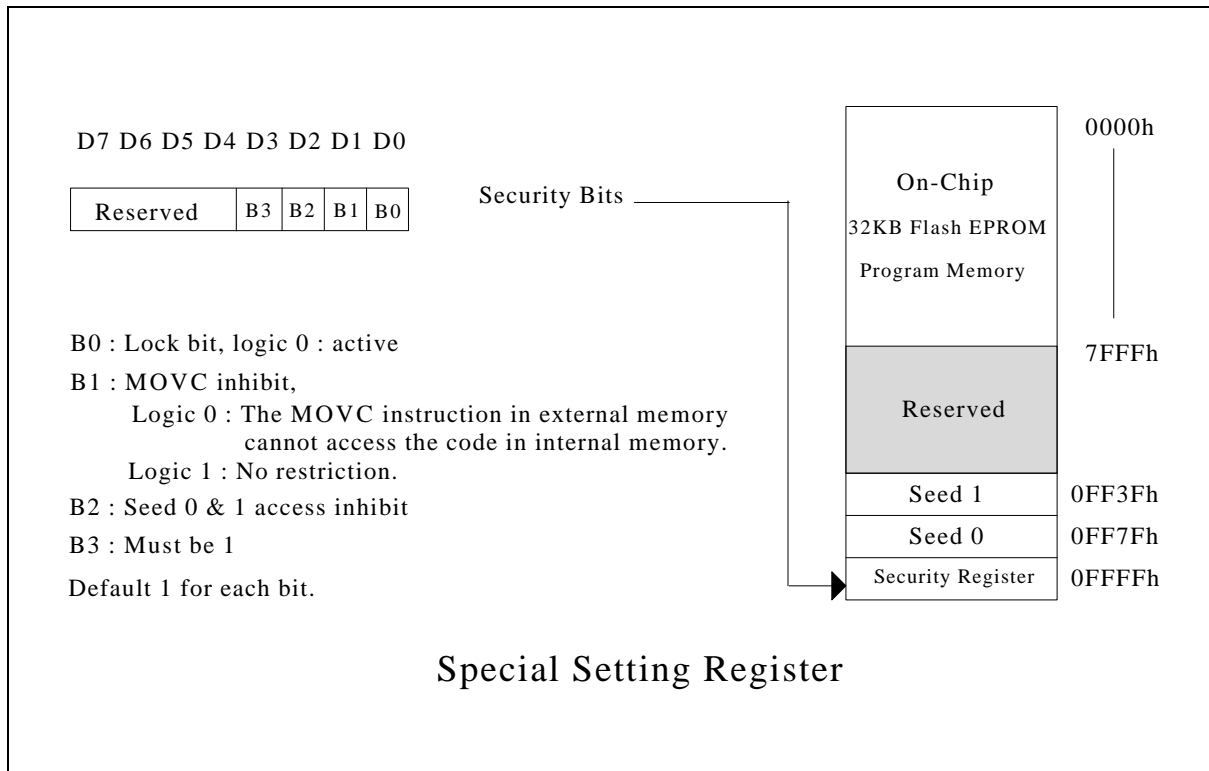 D7 D6 D5 D4 D3 D2 D1 D0
Reserved B3 B2 B1 B0
B0 : Lock bit, logic 0 : active
B1 : MOVC inhibit,
Logic 0 : The MOVC instruction in external memory
cannot access the code in internal memory.
Logic 1 : No restriction.
B2 : Seed 0 & 1 access inhibit
B3 : Must be 1
Default 1 for each bit.
Security Bits
On-Chip
32KB Flash EPROM
Program Memory
0000h
7FFFh
Reserved
Seed 1 0FF3Fh
Seed 0 0FF7Fh
Security Register 0FFFFh
Special Setting Register